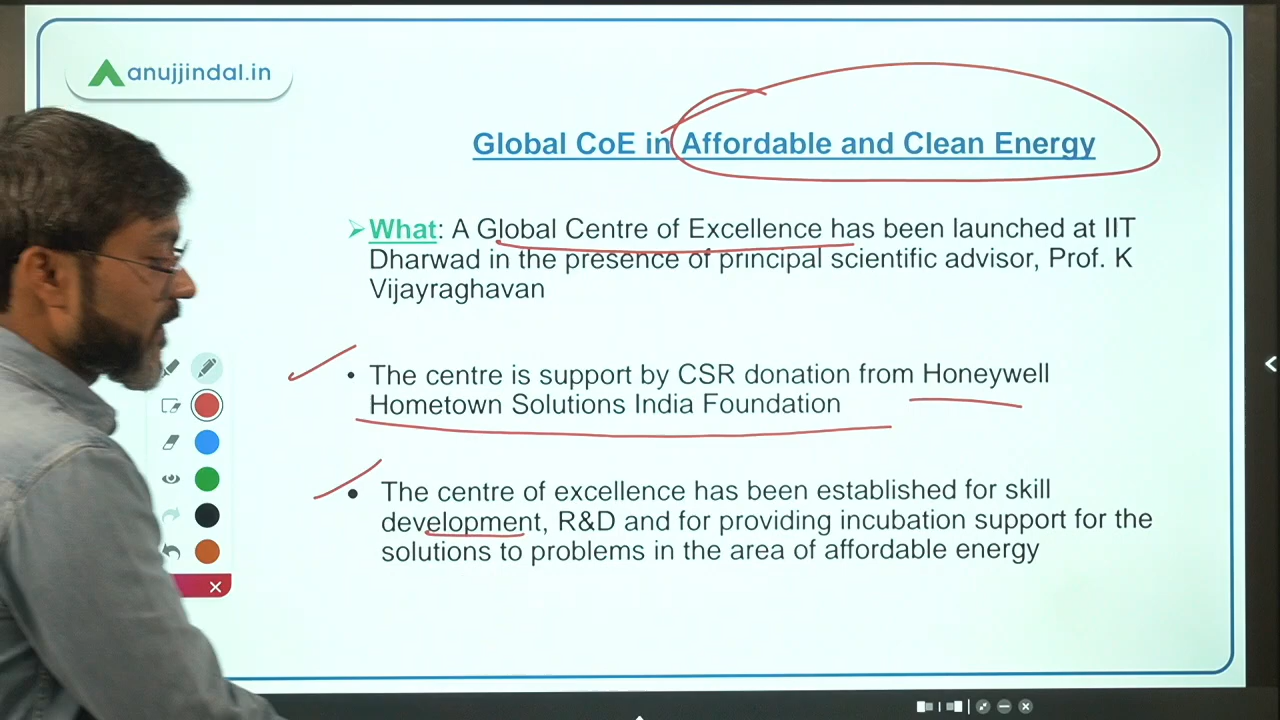 anujjindal.in
Global CoE in Affordable and Clean Energy
What: A Global Centre of Excellence has been launched at IIT
Dharwad in the presence of principal scientific advisor, Prof. K
Vijayraghavan
The centre is support by CSR donation from Honeywell
Hometown Solutions India Foundation
The centre of excellence has been established for skill
development, R&D and for providing incubation support for the
solutions to problems in the area of affordable energy